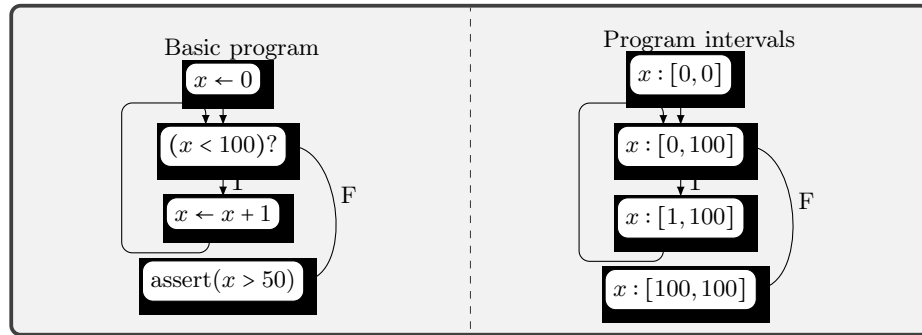 Basic program
x ← 0
(x < 100)?
T
x ← x + 1
F
assert(x > 50)
Program intervals
x : [0, 0]
x : [0, 100]
T
x : [1, 100]
F
x : [100, 100]